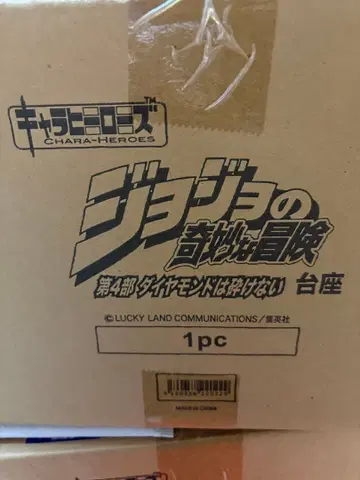 キャラヒーローズ™
CHARA-HEROES
ジョジョの
奇妙な冒険
第4部 ダイヤモンドは砕けない 台座
©LUCKY LAND COMMUNICATIONS/集英社
1pc
MADE IN CHINA